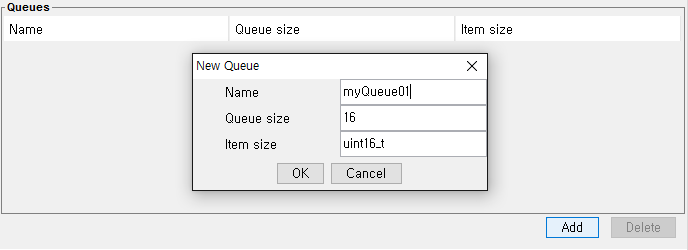 Queues
Name Queue size Item size
New Queue
Name myQueue01
Queue size 16
Item size uint16_t
OK Cancel
Add Delete